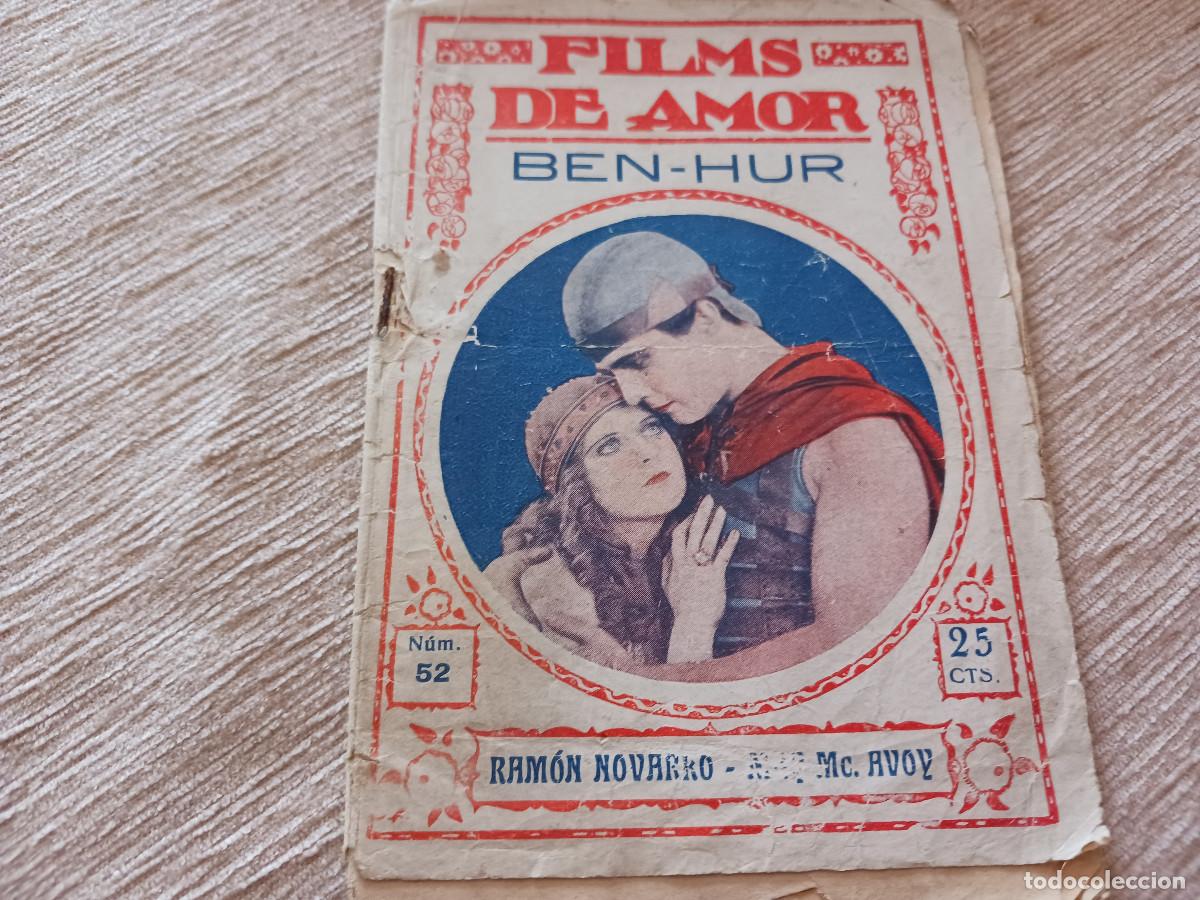 FILMS
DE AMOR
BEN-HUR
Núm.
52
25
CTS.
RAMÓN NOVARRO - Mc. AVOY
todocoleccion